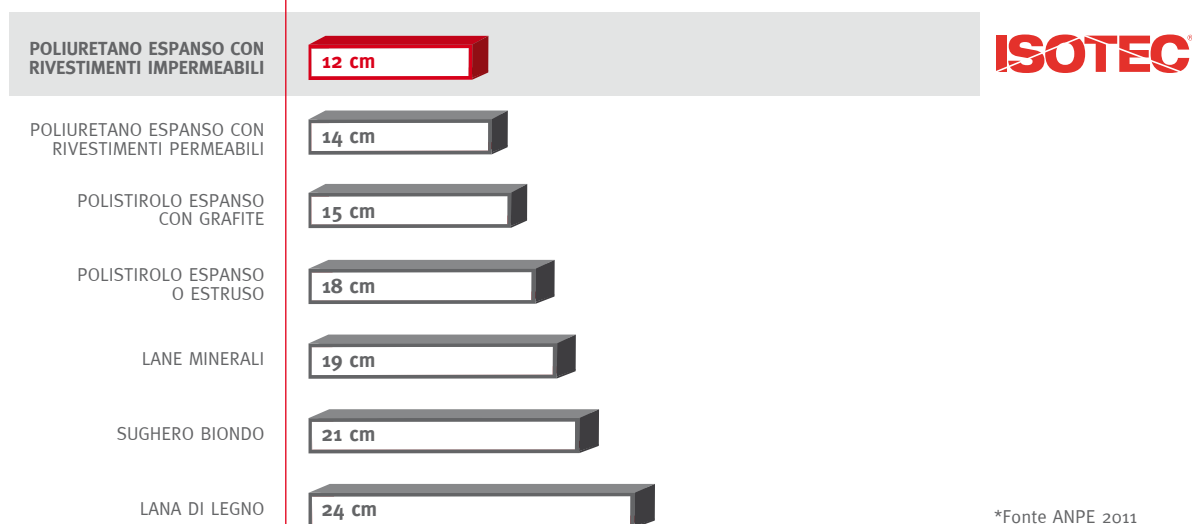 POLIURETANO ESPANSO CON
RIVESTIMENTI IMPERMEABILI
12 cm
ISOTEC®
POLIURETANO ESPANSO CON
RIVESTIMENTI PERMEABILI
14 cm
POLISTIROLO ESPANSO
CON GRAFITE
15 cm
POLISTIROLO ESPANSO
O ESTRUSO
18 cm
LANE MINERALI
19 cm
SUGHERO BIONDO
21 cm
LANA DI LEGNO
24 cm
*Fonte ANPE 2011